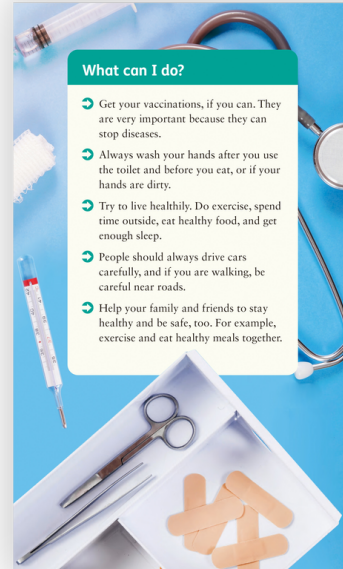 What can I do?
Get your vaccinations, if you can. They
are very important because they can
stop diseases.
Always wash your hands after you use
the toilet and before you eat, or if your
hands are dirty.
Try to live healthily. Do exercise, spend
time outside, eat healthy food, and get
enough sleep.
People should always drive cars
carefully, and if you are walking, be
careful near roads.
Help your family and friends to stay
healthy and be safe, too. For example,
exercise and eat healthy meals together.